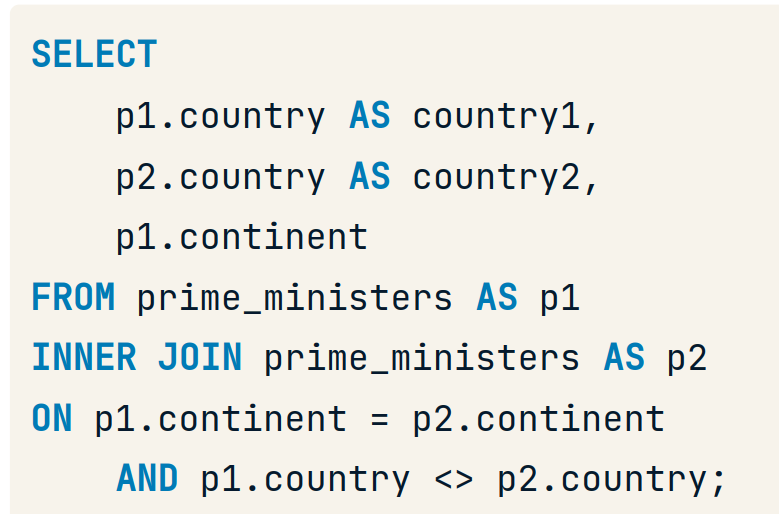 SELECT
    p1.country AS country1,
    p2.country AS country2,
    p1.continent
FROM prime_ministers AS p1
INNER JOIN prime_ministers AS p2
ON p1.continent = p2.continent
    AND p1.country <> p2.country;